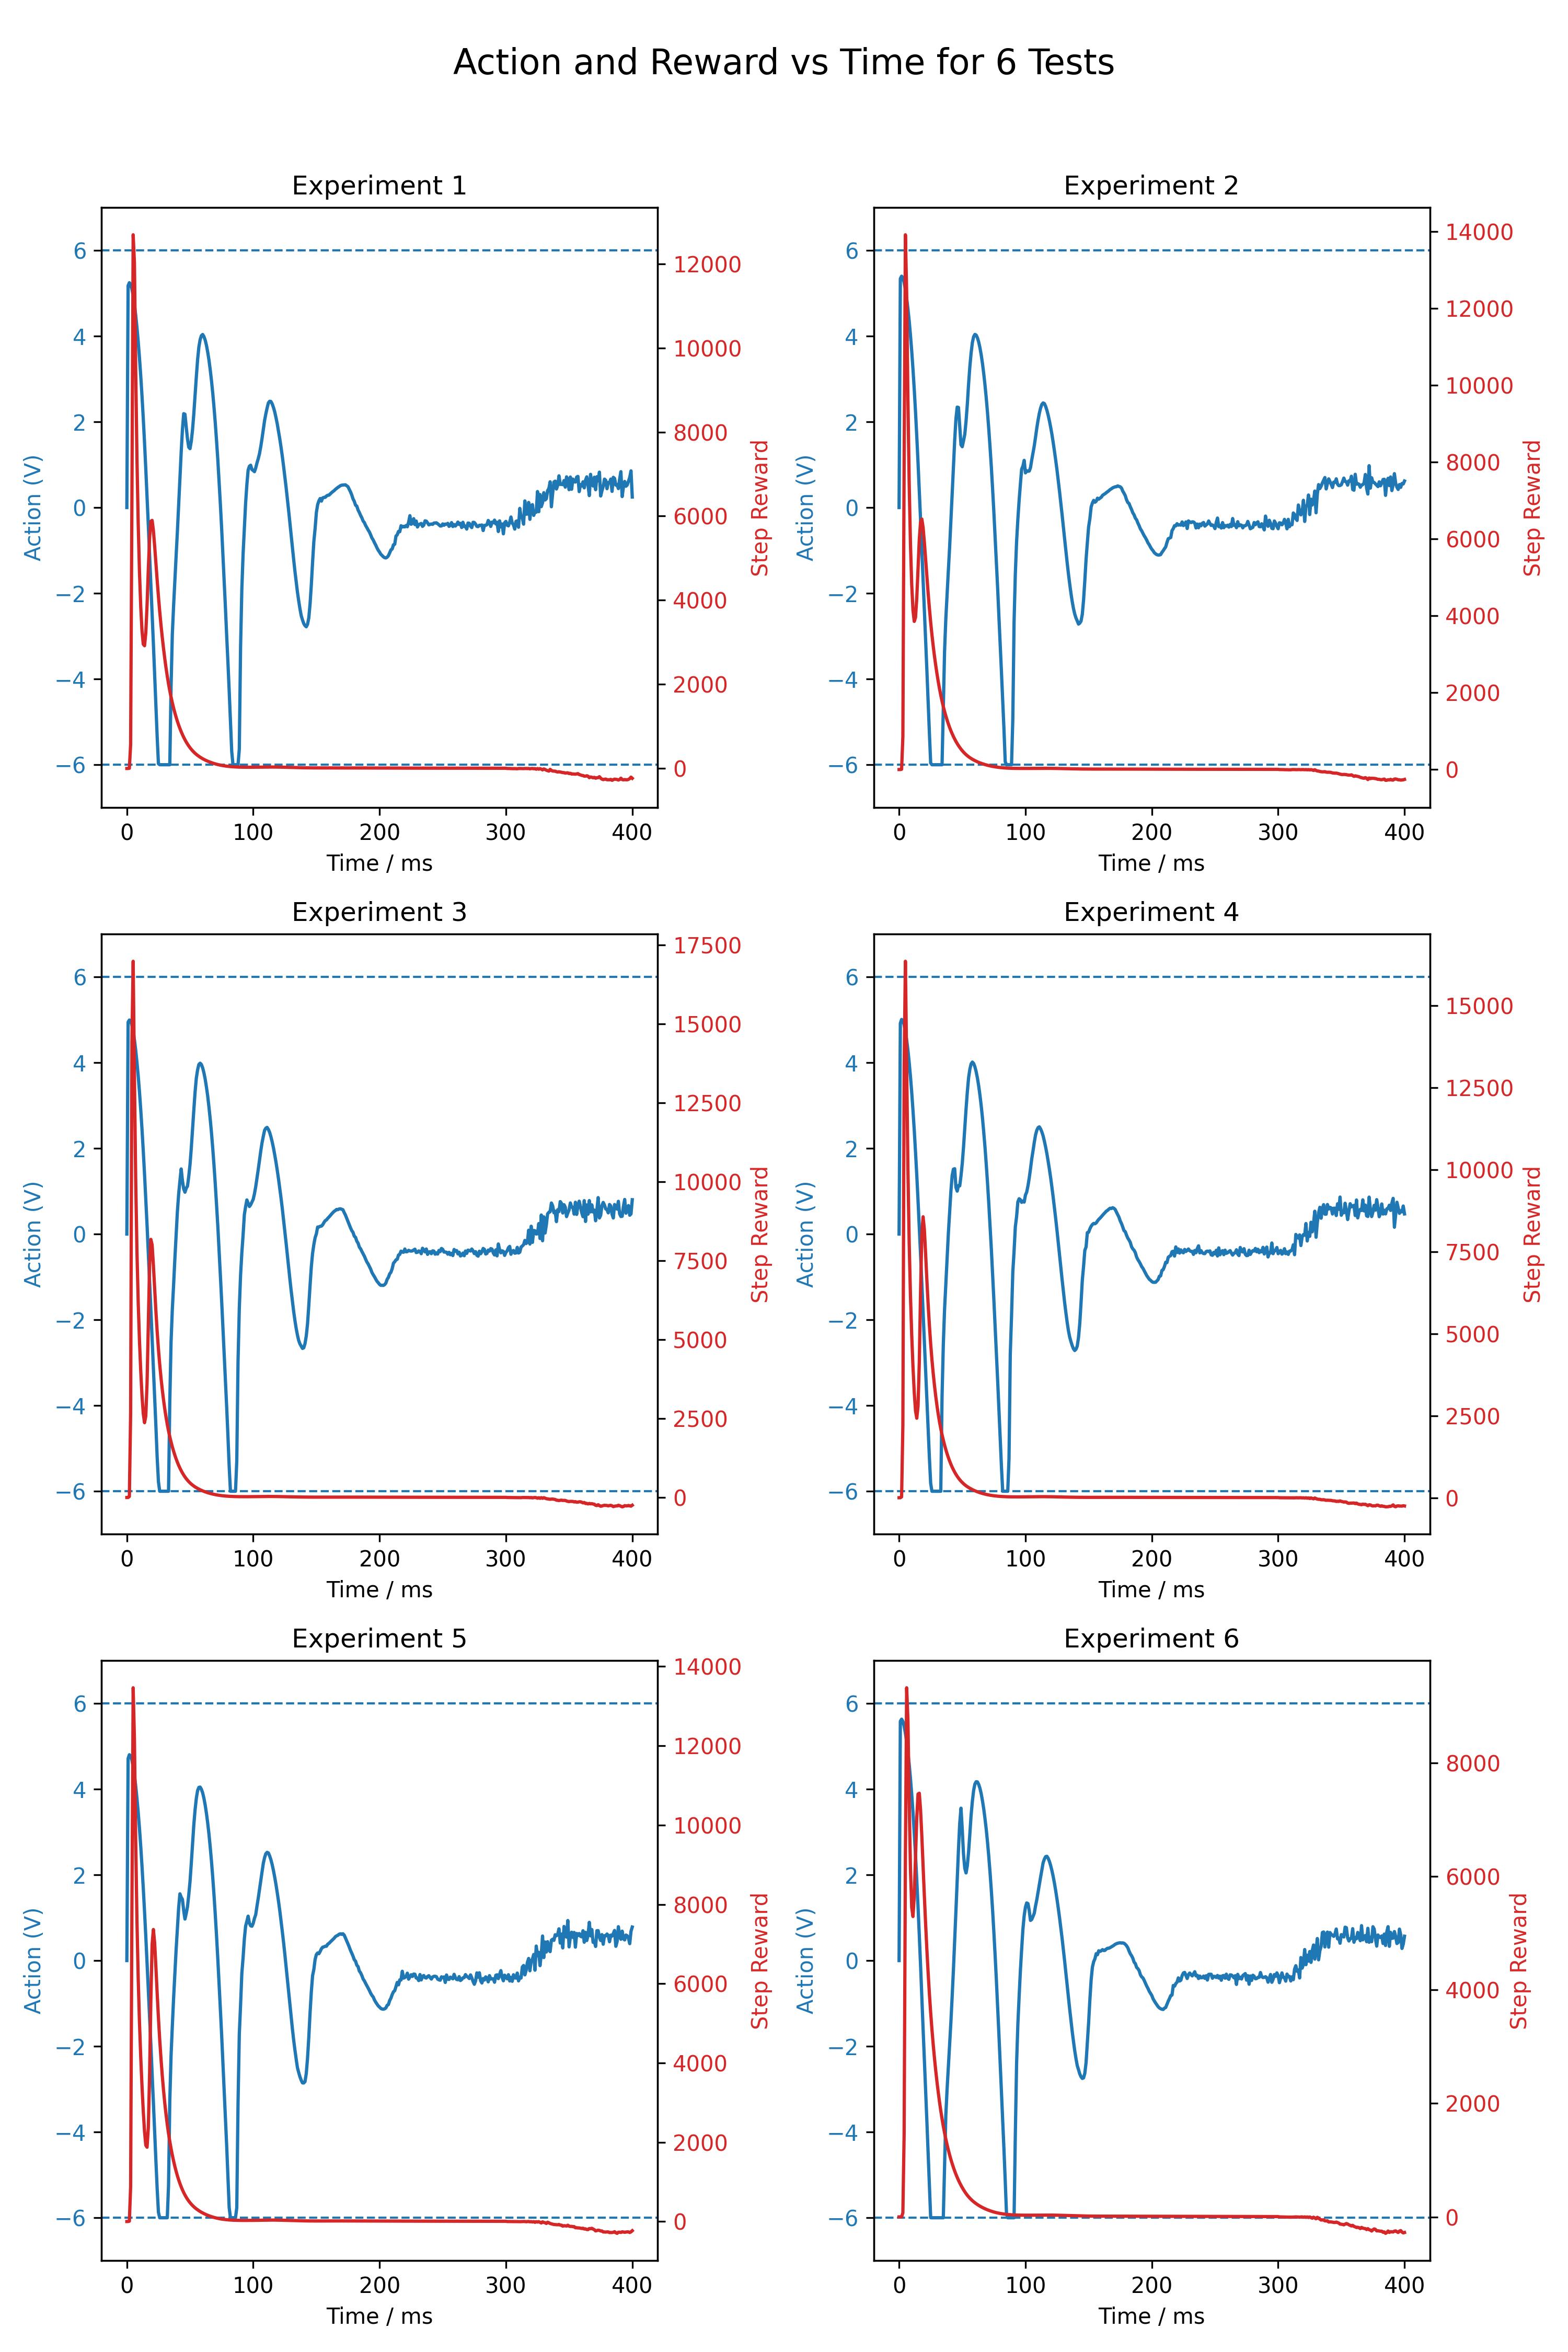 Action and Reward vs Time for 6 Tests
Experiment 1
6
4
2
0
−2
−4
−6
Action (V)
12000
10000
8000
6000
4000
2000
0
Step Reward
0 100 200 300 400
Time / ms
Experiment 2
6
4
2
0
−2
−4
−6
Action (V)
14000
12000
10000
8000
6000
4000
2000
0
Step Reward
0 100 200 300 400
Time / ms
Experiment 3
6
4
2
0
−2
−4
−6
Action (V)
17500
15000
12500
10000
7500
5000
2500
0
Step Reward
0 100 200 300 400
Time / ms
Experiment 4
6
4
2
0
−2
−4
−6
Action (V)
15000
12500
10000
7500
5000
2500
0
Step Reward
0 100 200 300 400
Time / ms
Experiment 5
6
4
2
0
−2
−4
−6
Action (V)
14000
12000
10000
8000
6000
4000
2000
0
Step Reward
0 100 200 300 400
Time / ms
Experiment 6
6
4
2
0
−2
−4
−6
Action (V)
8000
6000
4000
2000
0
Step Reward
0 100 200 300 400
Time / ms